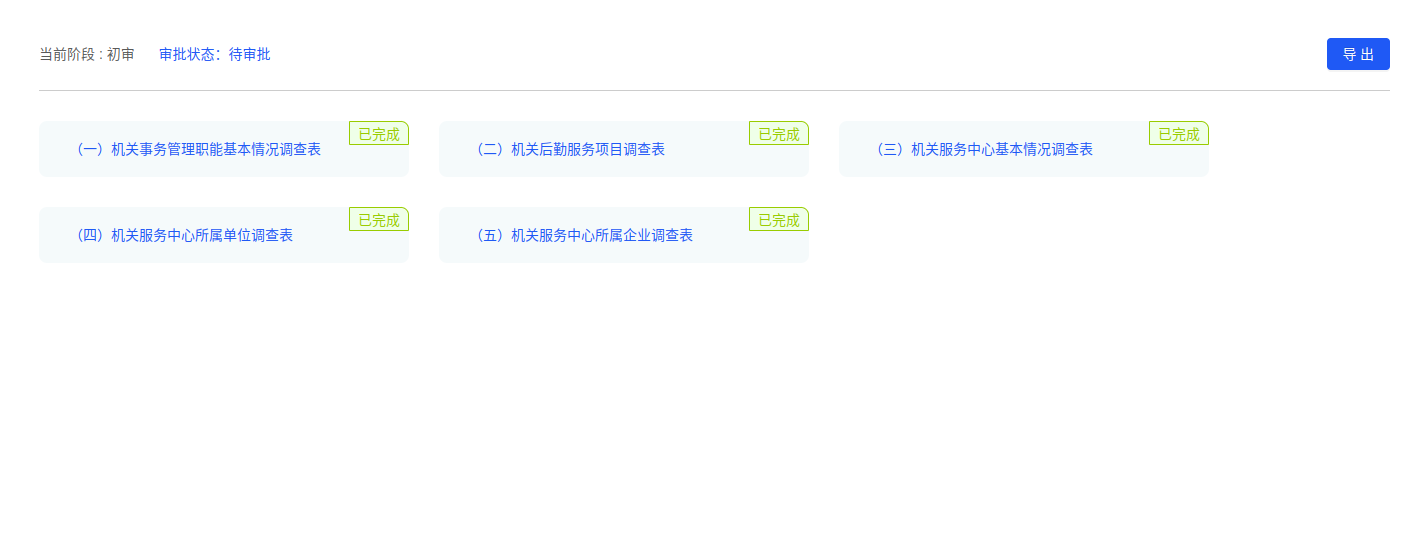 当前阶段 : 初审 审批状态：待审批 导 出
已完成 已完成 已完成
（一）机关事务管理职能基本情况调查表 （二）机关后勤服务项目调查表 （三）机关服务中心基本情况调查表
已完成 已完成
（四）机关服务中心所属单位调查表 （五）机关服务中心所属企业调查表